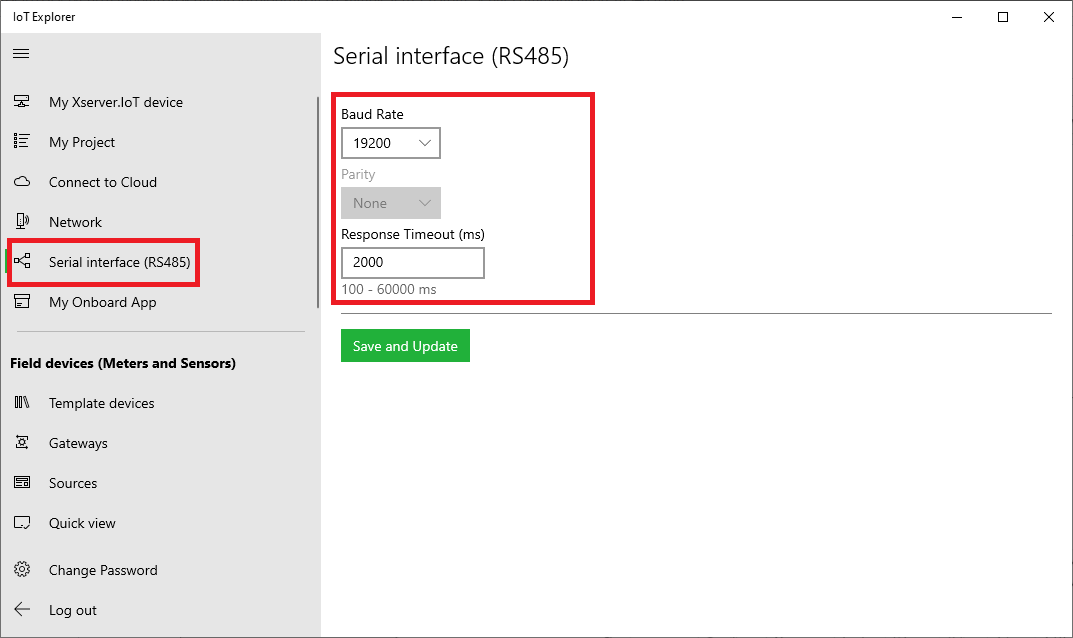 IoT Explorer
My Xserver.IoT device
My Project
Connect to Cloud
Network
Serial interface (RS485)
My Onboard App
Field devices (Meters and Sensors)
Template devices
Gateways
Sources
Quick view
Change Password
Log out
Serial interface (RS485)
Baud Rate
19200
Parity
None
Response Timeout (ms)
2000
100 - 60000 ms
Save and Update